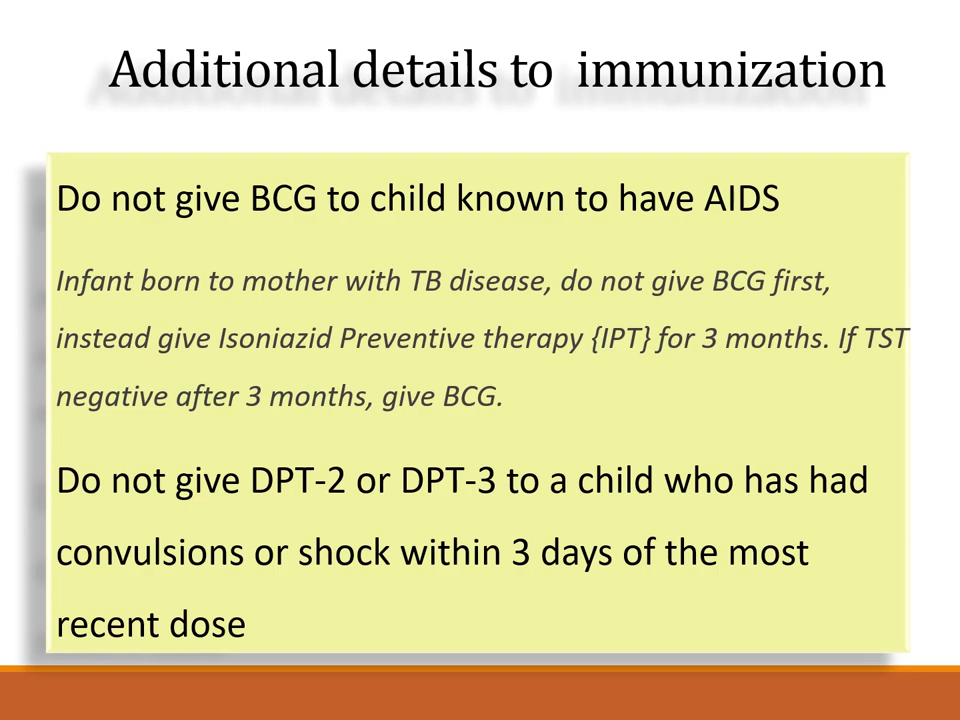 Additional details to  immunization
Do not give BCG to child known to have AIDS
Infant born to mother with TB disease, do not give BCG first,
instead give Isoniazid Preventive therapy {IPT} for 3 months. If TST
negative after 3 months, give BCG.
Do not give DPT-2 or DPT-3 to a child who has had
convulsions or shock within 3 days of the most
recent dose